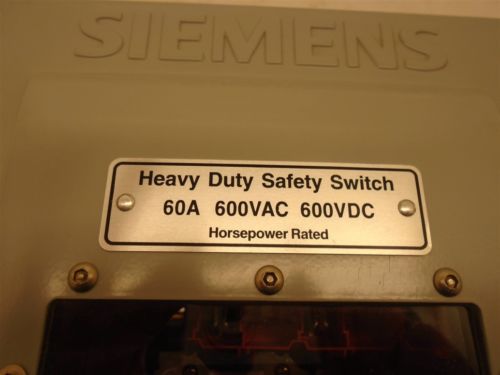 SIEMENS
Heavy Duty Safety Switch
60A 600VAC 600VDC
Horsepower Rated